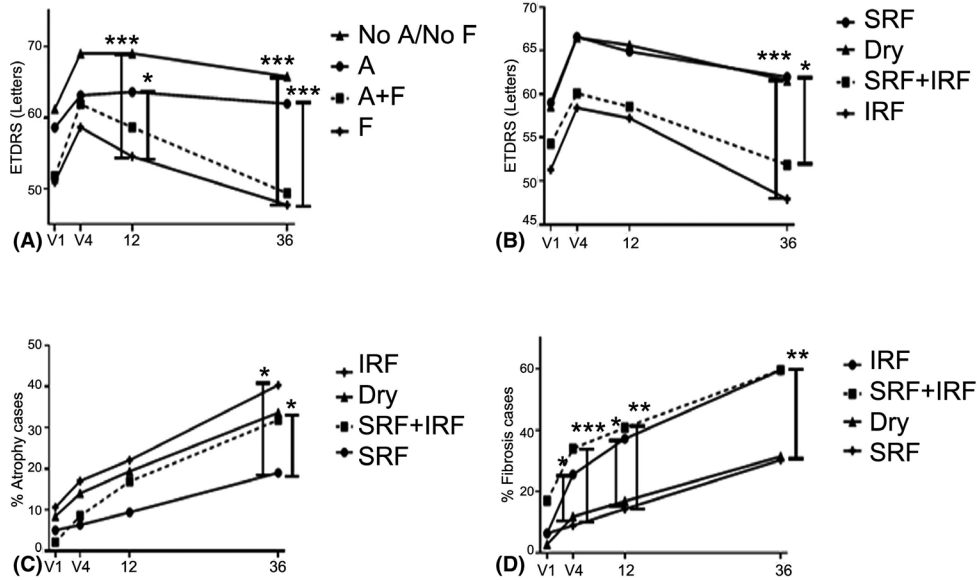 ETDRS (Letters)
70
60
50
V1 V4 12 36
*** * *** ***
No A/No F
A
A+F
F
(A)
ETDRS (Letters)
70
65
60
55
50
45
V1 V4 12 36
*** *
SRF
Dry
SRF+IRF
IRF
(B)
% Atrophy cases
50
40
30
20
10
0
V1 V4 12 36
* *
IRF
Dry
SRF+IRF
SRF
(C)
% Fibrosis cases
60
40
20
0
V1 V4 12 36
* *** * ** **
IRF
SRF+IRF
Dry
SRF
(D)